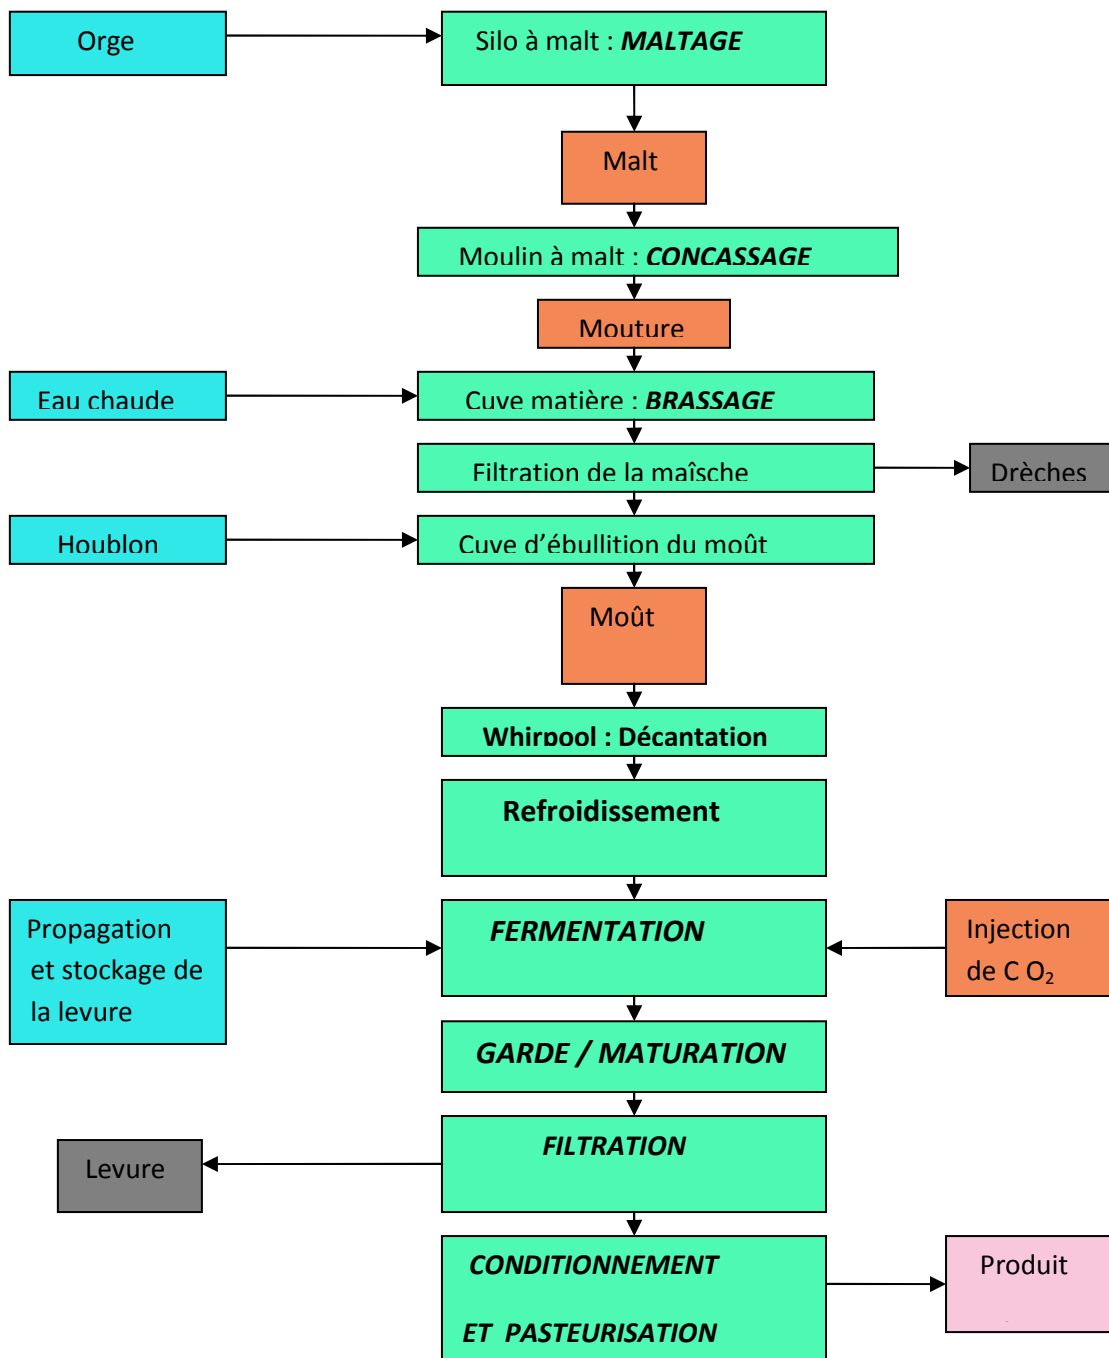 Orge
Silo à malt : MALTAGE
Malt
Moulin à malt : CONCASSAGE
Mouture
Eau chaude
Cuve matière : BRASSAGE
Filtration de la maîsche
Drèches
Houblon
Cuve d’ébullition du moût
Moût
Whirpool : Décantation
Refroidissement
Propagation
et stockage de
la levure
FERMENTATION
Injection
de C O₂
GARDE / MATURATION
FILTRATION
Levure
CONDITIONNEMENT
ET PASTEURISATION
Produit